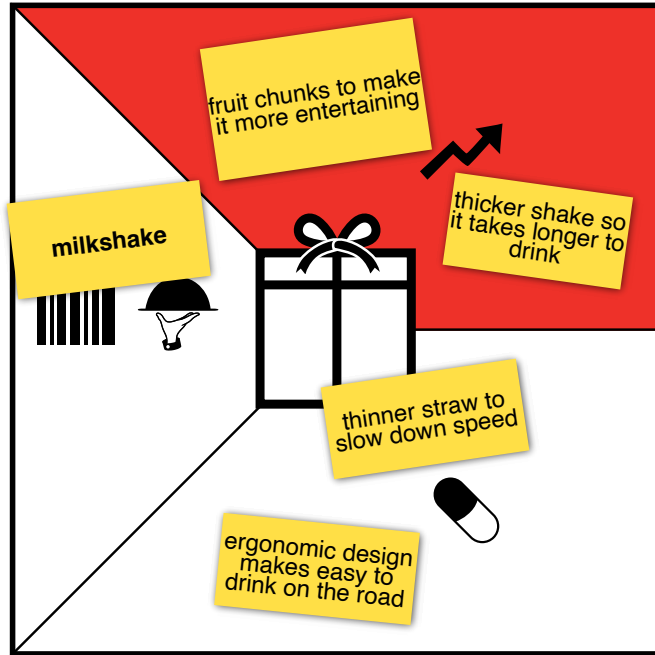 fruit chunks to make
it more entertaining
thicker shake so
it takes longer to
drink
milkshake
thinner straw to
slow down speed
ergonomic design
makes easy to
drink on the road